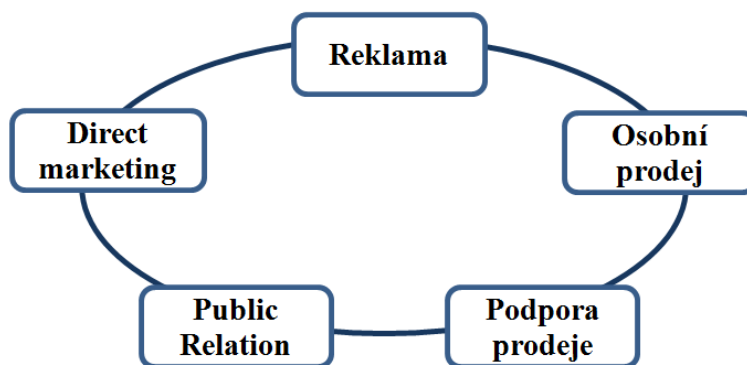 Reklama
Osobní
prodej
Podpora
prodeje
Public
Relation
Direct
marketing